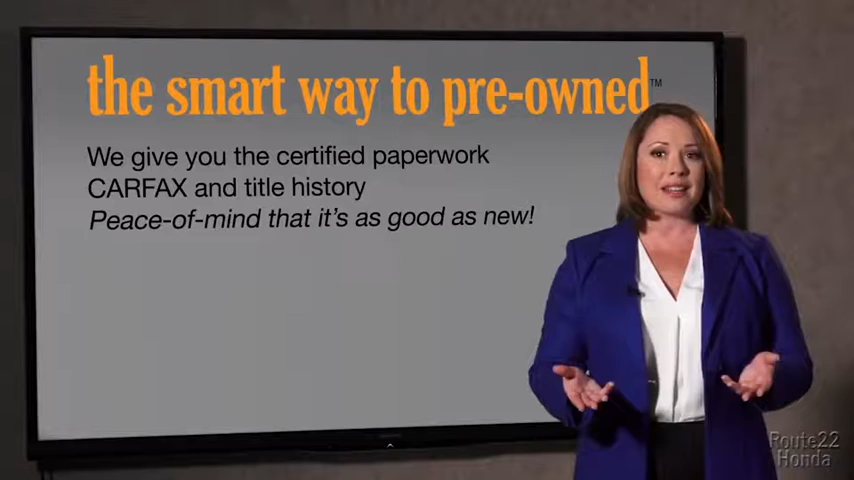 the smart way to pre-owned™
We give you the certified paperwork
CARFAX and title history
Peace-of-mind that it's as good as new!
Route22
Honda